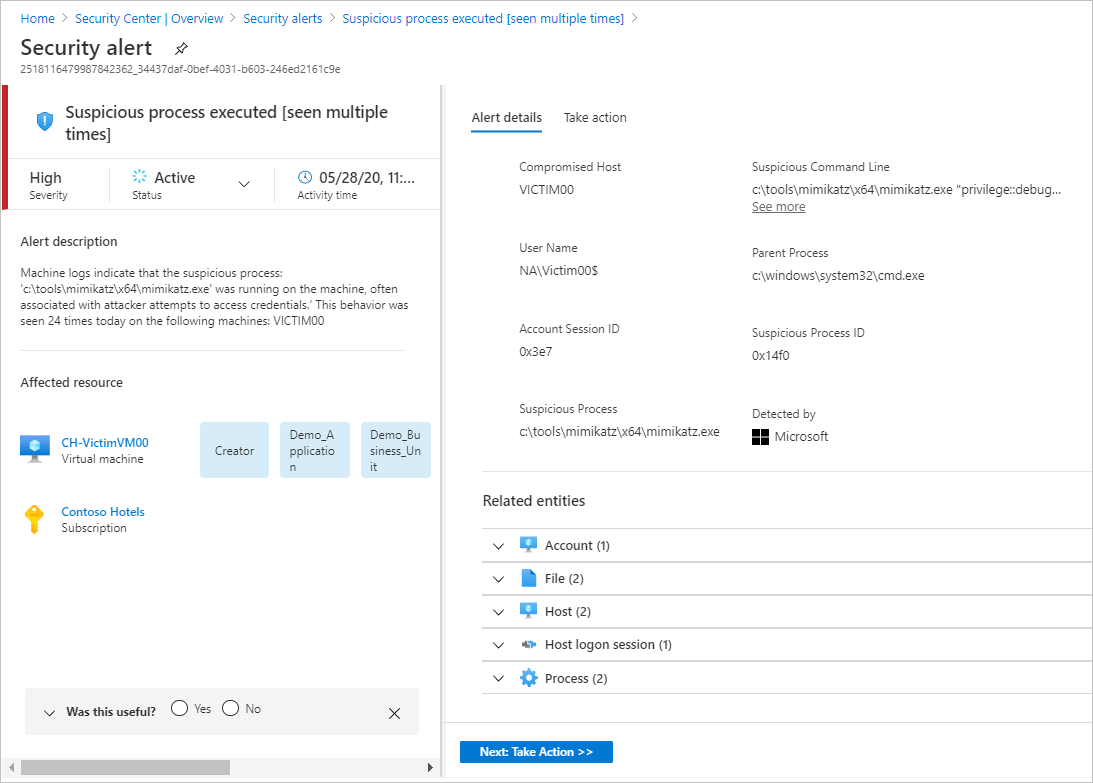 Home > Security Center | Overview > Security alerts > Suspicious process executed [seen multiple times] >
Security alert
2518116479987842362_34437daf-0bef-4031-b603-246ed2161c9e
Suspicious process executed [seen multiple
times]
High
Severity
Active
Status
05/28/20, 11:...
Activity time
Alert description
Machine logs indicate that the suspicious process:
'c:\tools\mimikatz\x64\mimikatz.exe' was running on the machine, often
associated with attacker attempts to access credentials.' This behavior was
seen 24 times today on the following machines: VICTIM00
Affected resource
CH-VictimVM00
Virtual machine
Creator
Demo_A
pplicatio
n
Demo_Bu
siness_Un
it
Contoso Hotels
Subscription
Was this useful? Yes No
Alert details Take action
Compromised Host
VICTIM00
Suspicious Command Line
c:\tools\mimikatz\x64\mimikatz.exe "privilege::debug...
See more
User Name
NA\Victim00$
Parent Process
c:\windows\system32\cmd.exe
Account Session ID
0x3e7
Suspicious Process ID
0x14f0
Suspicious Process
c:\tools\mimikatz\x64\mimikatz.exe
Detected by
Microsoft
Related entities
Account (1)
File (2)
Host (2)
Host logon session (1)
Process (2)
Next: Take Action >>